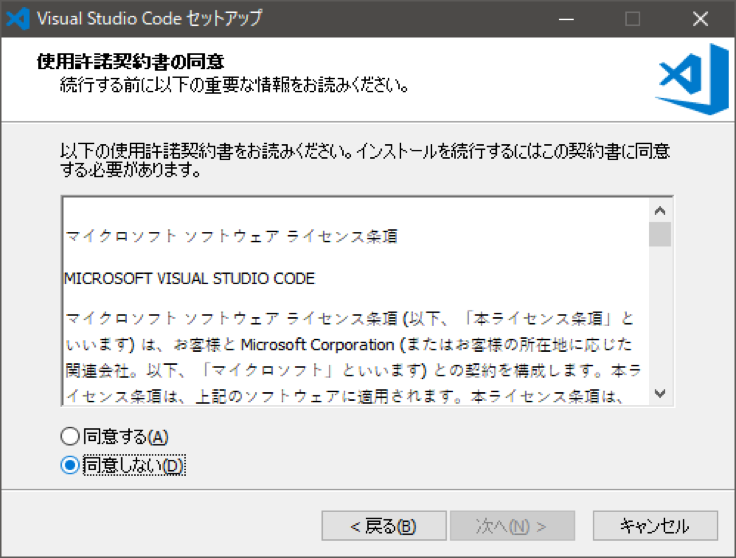 Visual Studio Code セットアップ
使用許諾契約書の同意
続行する前に以下の重要な情報をお読みください。
以下の使用許諾契約書をお読みください。インストールを続行するにはこの契約書に同意
する必要があります。
マイクロソフト ソフトウェア ライセンス条項
MICROSOFT VISUAL STUDIO CODE
マイクロソフト ソフトウェア ライセンス条項 (以下、「本ライセンス条項」と
いいます) は、お客様と Microsoft Corporation (またはお客様の所在地に応じた
関連会社。以下、「マイクロソフト」といいます) との契約を構成します。本ラ
イセンス条項は、上記のソフトウェアに適用されます。本ライセンス条項は、
同意する(A)
同意しない(D)
< 戻る(B)
次へ(N) >
キャンセル